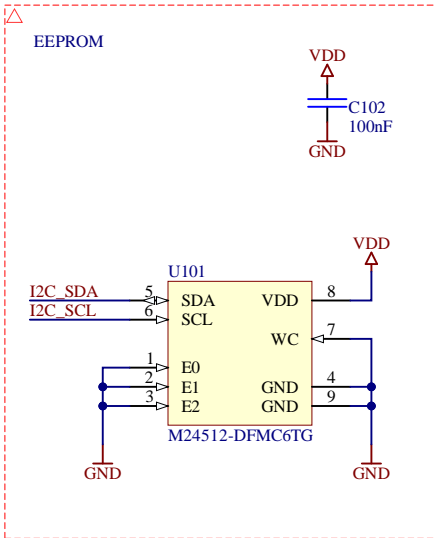 EEPROM
VDD
C102
100nF
GND
VDD
U101
I2C_SDA 5 SDA VDD 8
I2C_SCL 6 SCL
WC 7
1 E0
2 E1 GND 4
3 E2 GND 9
M24512-DFMC6TG
GND GND